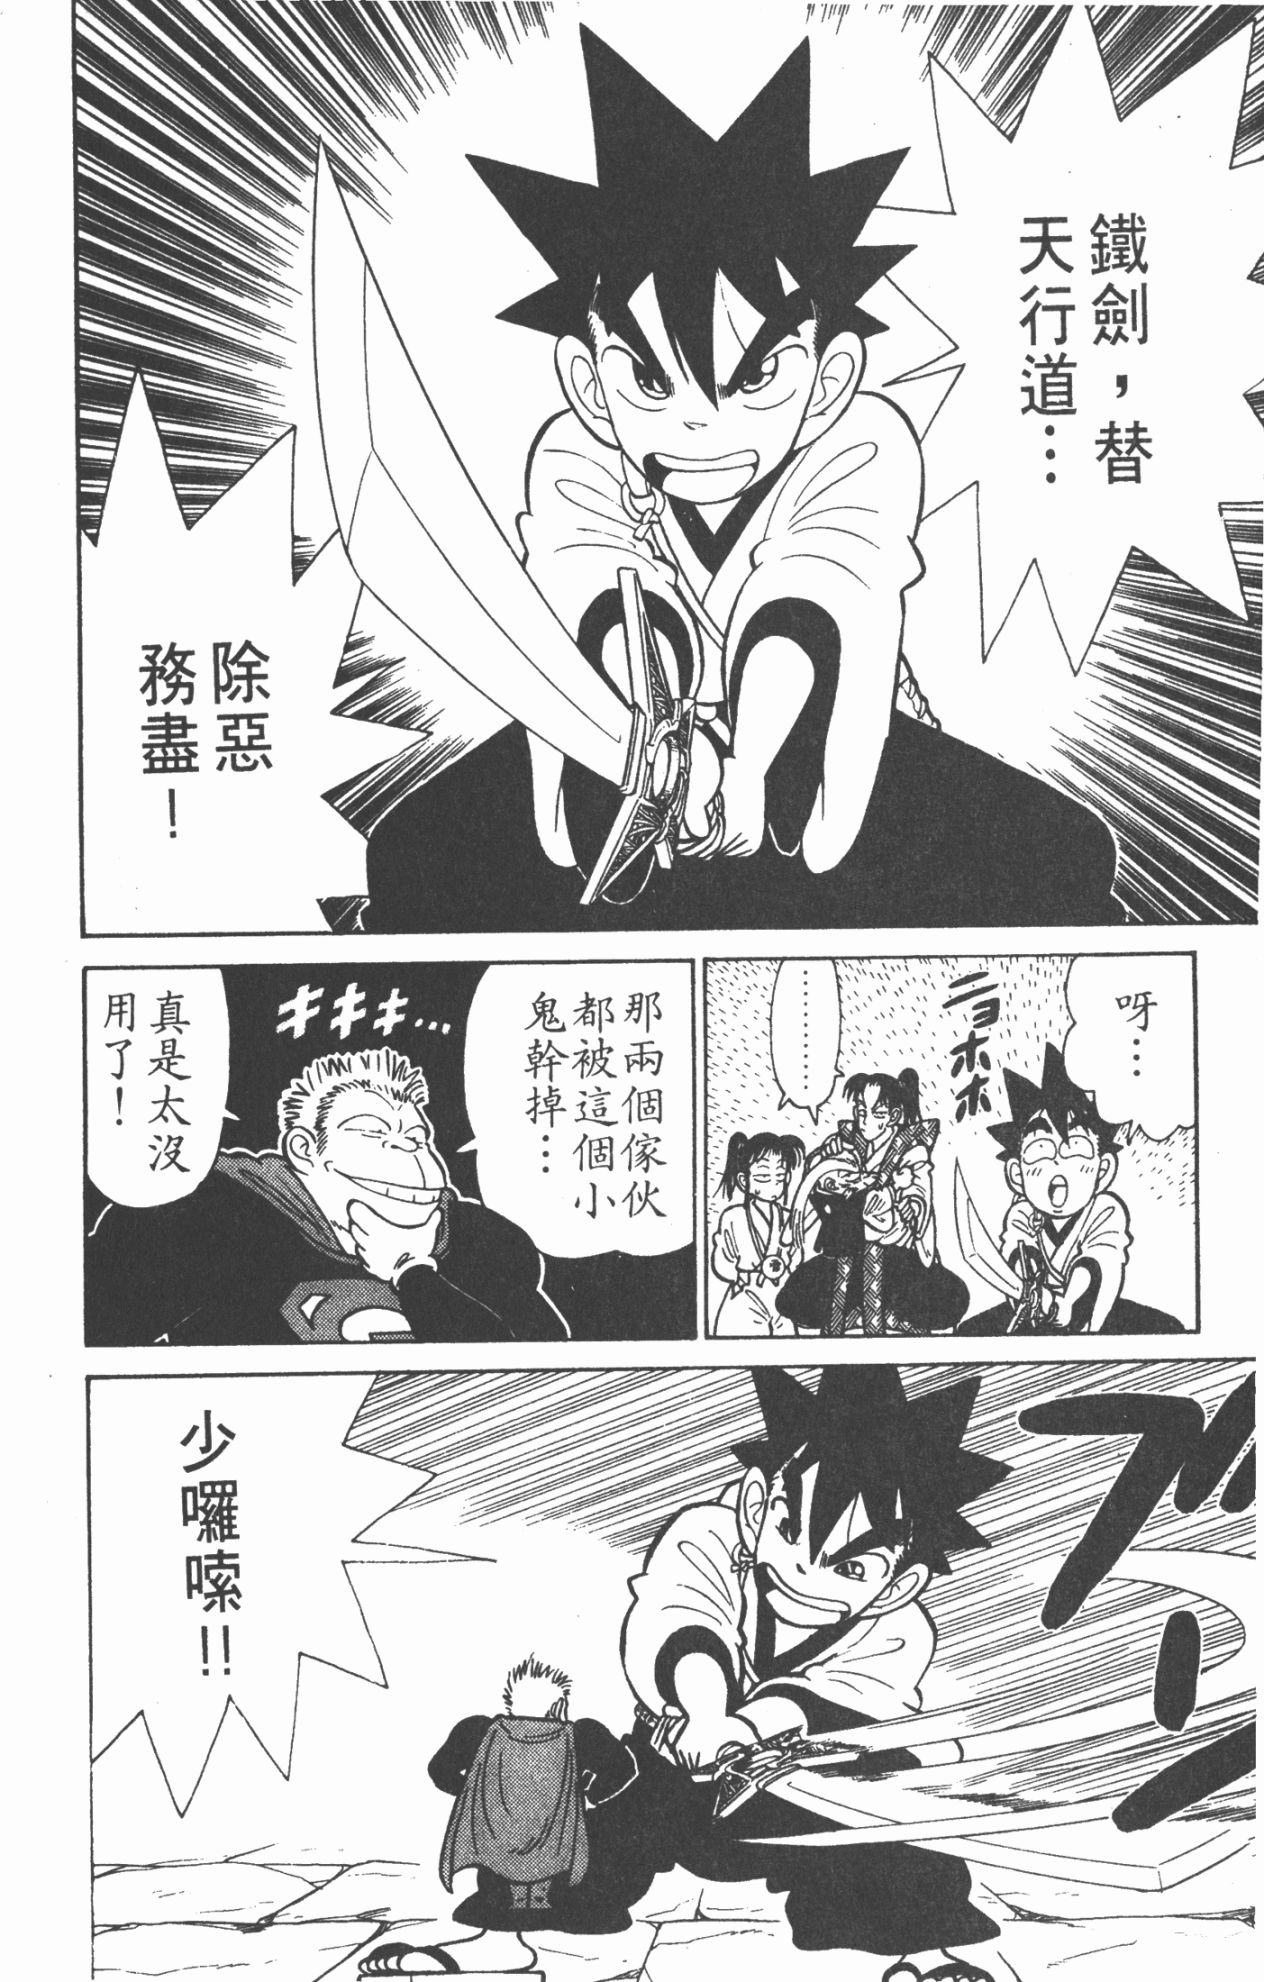 鐵劍，替
天行道…
除惡
務盡！
呀…
ニョホホ
………
那兩個傢伙
都被這個小
鬼幹掉…
キキキ…
真是太沒
用了！
少囉嗦!!